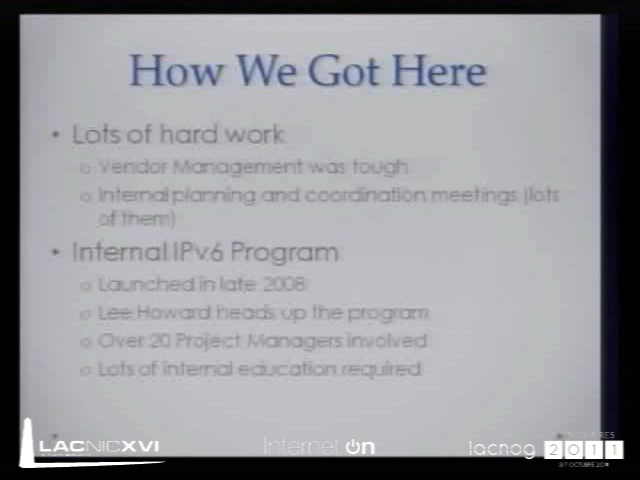 How We Got Here
• Lots of hard work
o Vendor Management was tough
o Internal planning and coordination meetings (lots
of them)
• Internal IPv6 Program
o Launched in late 2008
o Lee Howard heads up the program
o Over 20 Project Managers involved
o Lots of internal education required
LACNICXVI
Internet ON
lacnog 2011